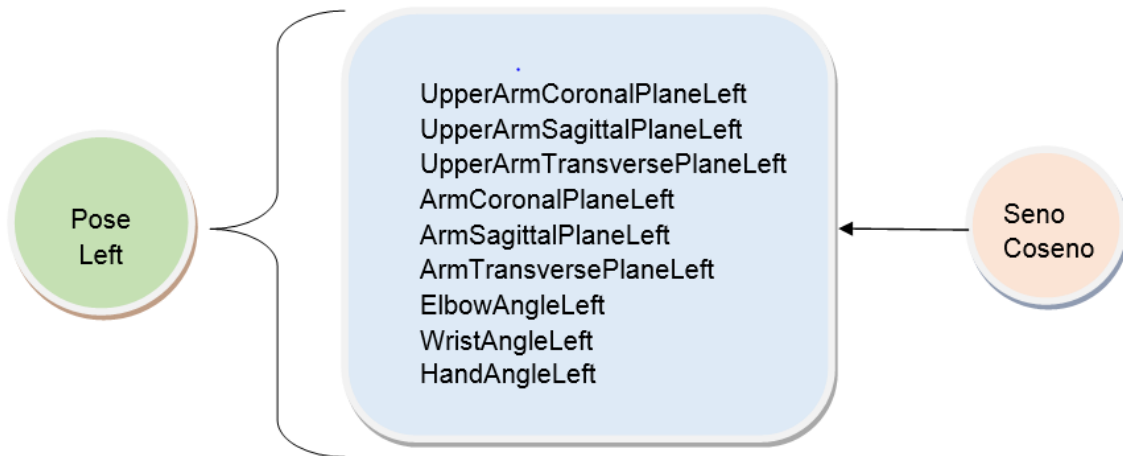 Pose
Left
UpperArmCoronalPlaneLeft
UpperArmSagittalPlaneLeft
UpperArmTransversePlaneLeft
ArmCoronalPlaneLeft
ArmSagittalPlaneLeft
ArmTransversePlaneLeft
ElbowAngleLeft
WristAngleLeft
HandAngleLeft
Seno
Coseno